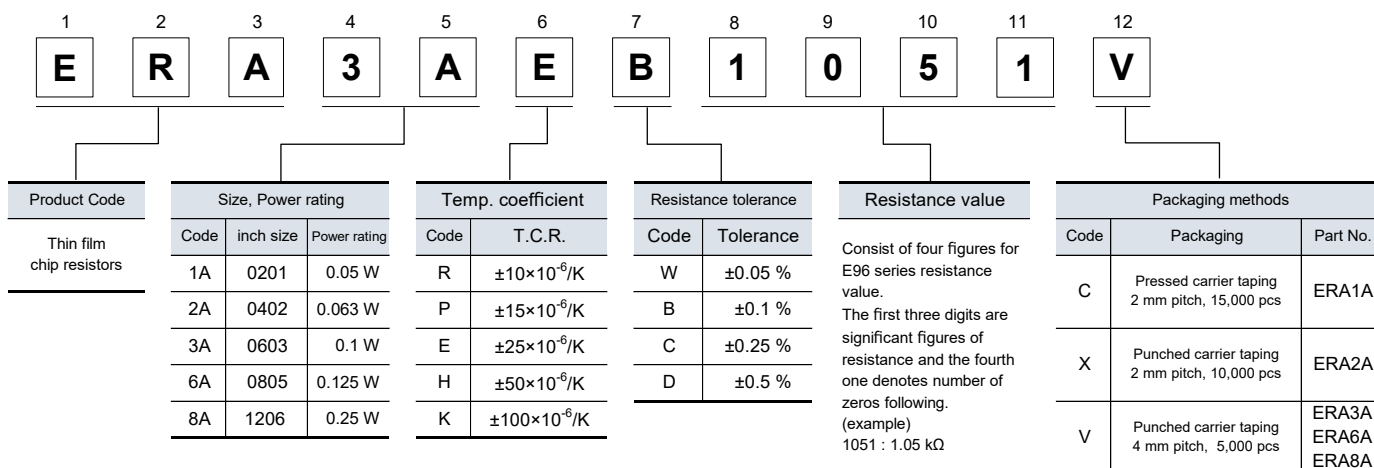 1 2 3 4 5 6 7 8 9 10 11 12
E R A 3 A E B 1 0 5 1 V
Product Code
Thin film
chip resistors
Size, Power rating
Code inch size Power rating
1A 0201 0.05 W
2A 0402 0.063 W
3A 0603 0.1 W
6A 0805 0.125 W
8A 1206 0.25 W
Temp. coefficient
Code T.C.R.
R ±10×10⁻⁶/K
P ±15×10⁻⁶/K
E ±25×10⁻⁶/K
H ±50×10⁻⁶/K
K ±100×10⁻⁶/K
Resistance tolerance
Code Tolerance
W ±0.05 %
B ±0.1 %
C ±0.25 %
D ±0.5 %
Resistance value
Consist of four figures for
E96 series resistance
value.
The first three digits are
significant figures of
resistance and the fourth
one denotes number of
zeros following.
(example)
1051 : 1.05 kΩ
Packaging methods
Code Packaging Part No.
C Pressed carrier taping
2 mm pitch, 15,000 pcs ERA1A
X Punched carrier taping
2 mm pitch, 10,000 pcs ERA2A
V Punched carrier taping
4 mm pitch, 5,000 pcs
ERA3A
ERA6A
ERA8A